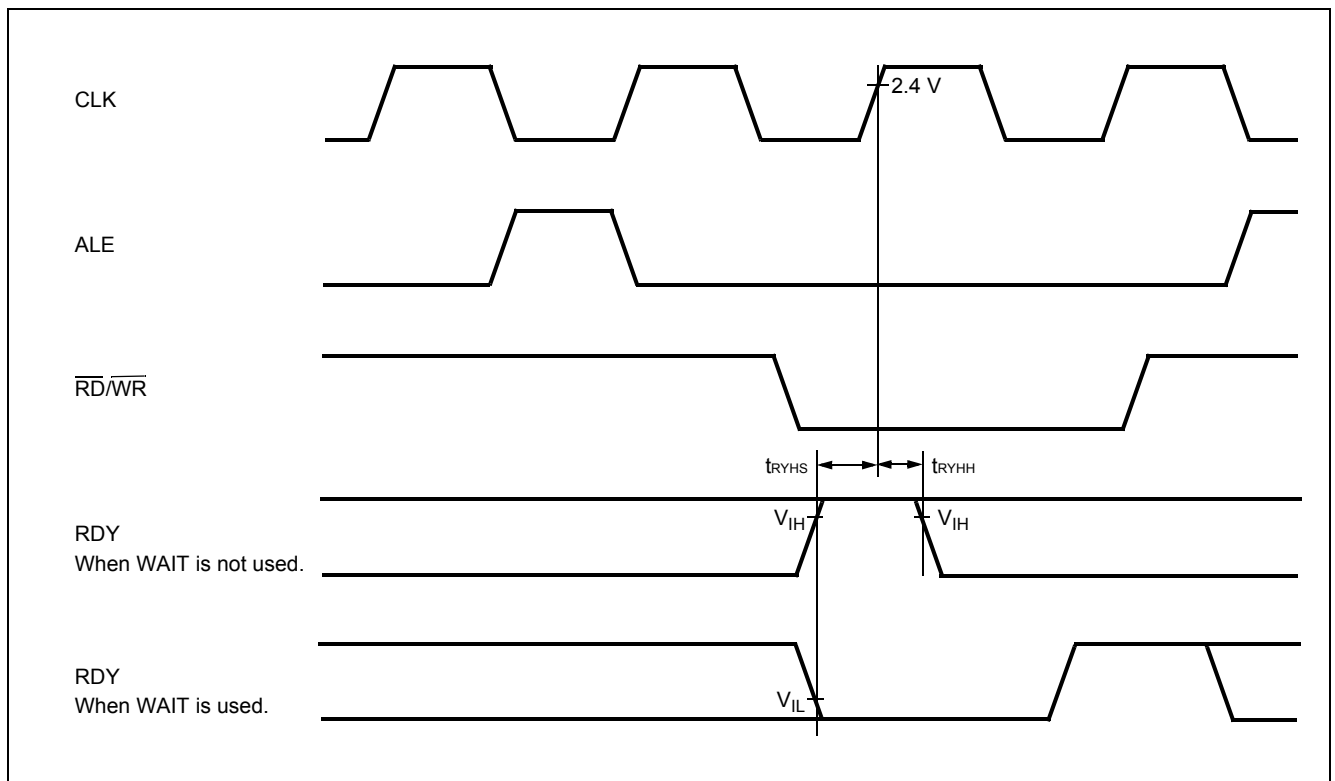 CLK
2.4 V
ALE
RD/WR
tRYHS
tRYHH
RDY
When WAIT is not used.
VIH
VIH
RDY
When WAIT is used.
VIL